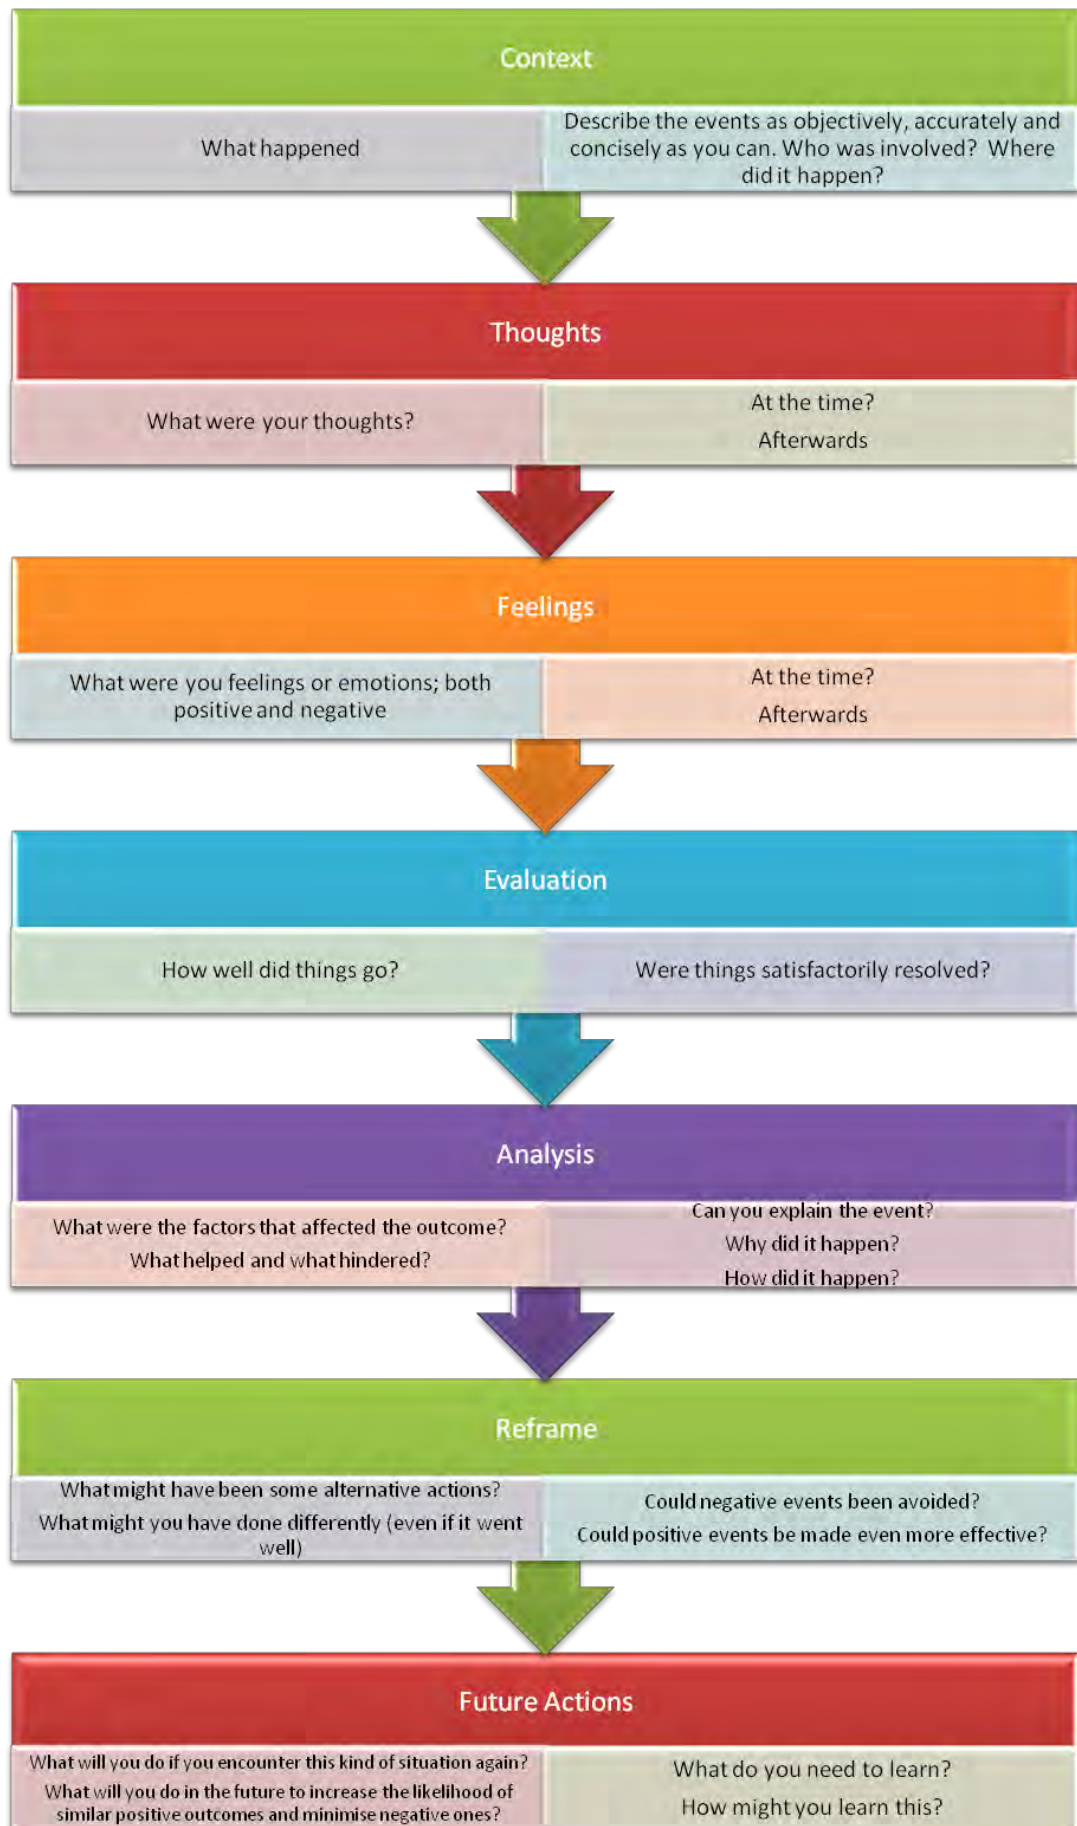 Context
What happened
Describe the events as objectively, accurately and
concisely as you can. Who was involved? Where
did it happen?
Thoughts
What were your thoughts?
At the time?
Afterwards
Feelings
What were you feelings or emotions; both
positive and negative
At the time?
Afterwards
Evaluation
How well did things go?
Were things satisfactorily resolved?
Analysis
What were the factors that affected the outcome?
What helped and what hindered?
Can you explain the event?
Why did it happen?
How did it happen?
Reframe
What might have been some alternative actions?
What might you have done differently (even if it went
well)
Could negative events been avoided?
Could positive events be made even more effective?
Future Actions
What will you do if you encounter this kind of situation again?
What will you do in the future to increase the likelihood of
similar positive outcomes and minimise negative ones?
What do you need to learn?
How might you learn this?